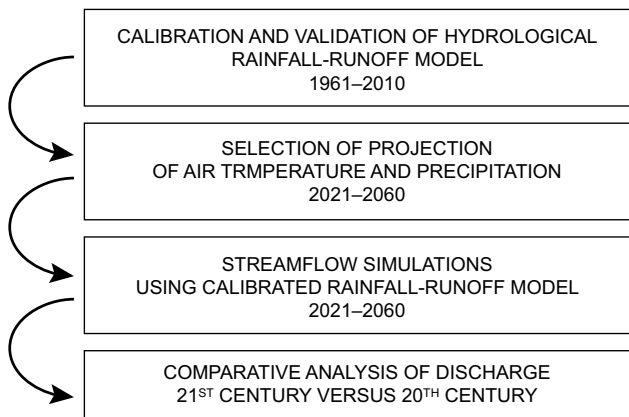 CALIBRATION AND VALIDATION OF HYDROLOGICAL
RAINFALL-RUNOFF MODEL
1961–2010
SELECTION OF PROJECTION
OF AIR TRMPERATURE AND PRECIPITATION
2021–2060
STREAMFLOW SIMULATIONS
USING CALIBRATED RAINFALL-RUNOFF MODEL
2021–2060
COMPARATIVE ANALYSIS OF DISCHARGE
21ST CENTURY VERSUS 20TH CENTURY